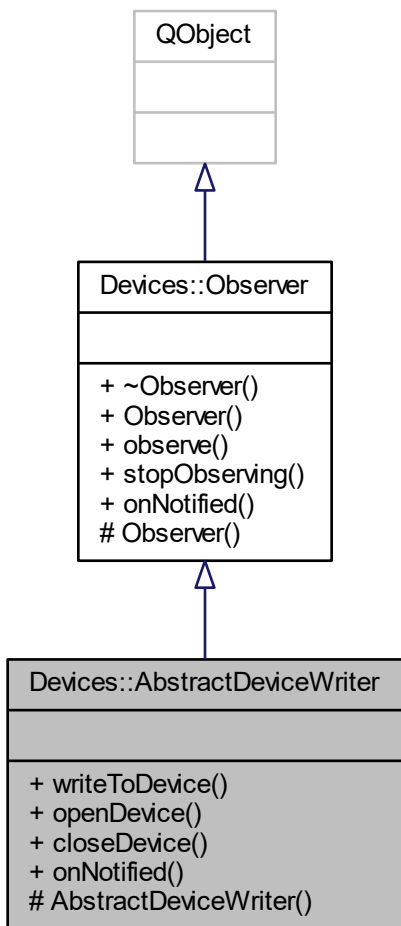 QObject
Devices::Observer
+ ~Observer()
+ Observer()
+ observe()
+ stopObserving()
+ onNotified()
# Observer()
Devices::AbstractDeviceWriter
+ writeToDevice()
+ openDevice()
+ closeDevice()
+ onNotified()
# AbstractDeviceWriter()